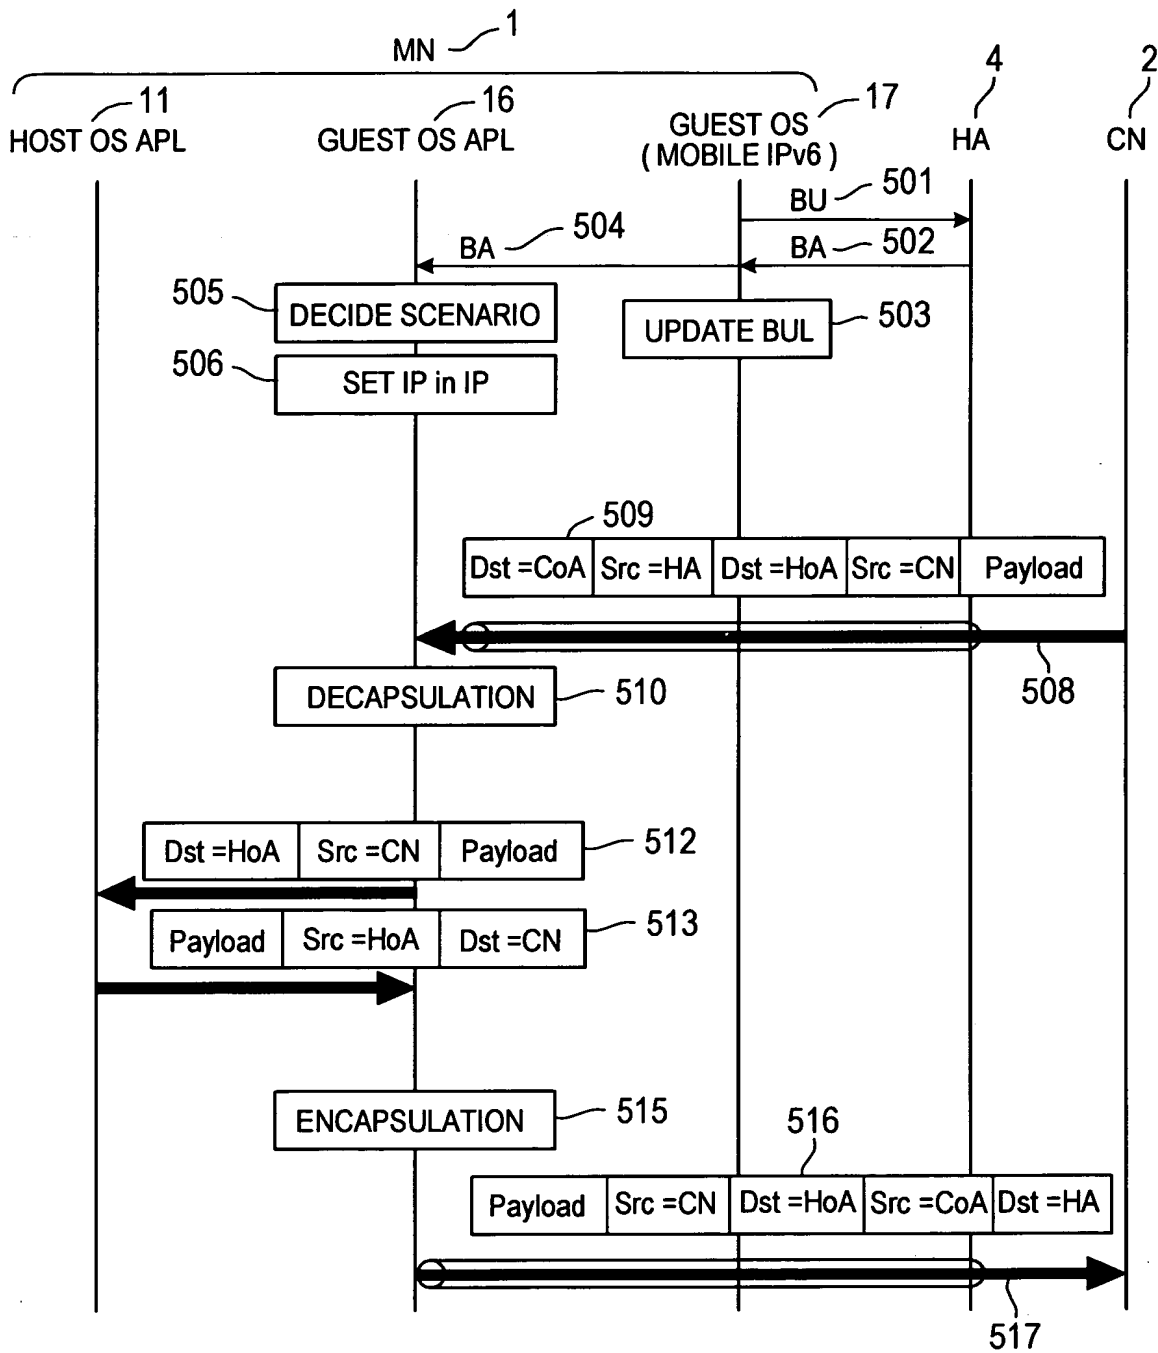 1
MN
11
16
17
4
2
HOST OS APL
GUEST OS APL
GUEST OS
( MOBILE IPv6 )
HA
CN
BU
501
504
BA
BA
502
505
DECIDE SCENARIO
UPDATE BUL
503
506
SET IP in IP
509
Dst =CoA
Src =HA
Dst =HoA
Src =CN
Payload
508
DECAPSULATION
510
Dst =HoA
Src =CN
Payload
512
Payload
Src =HoA
Dst =CN
513
ENCAPSULATION
515
516
Payload
Src =CN
Dst =HoA
Src =CoA
Dst =HA
517